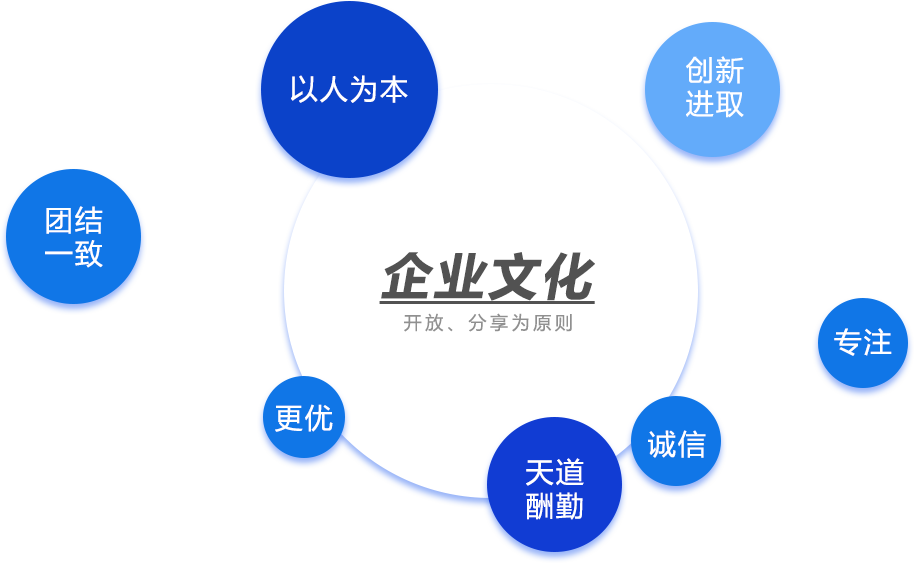 以人为本
创新
进取
团结
一致
企业文化
开放、分享为原则
专注
更优
诚信
天道
酬勤